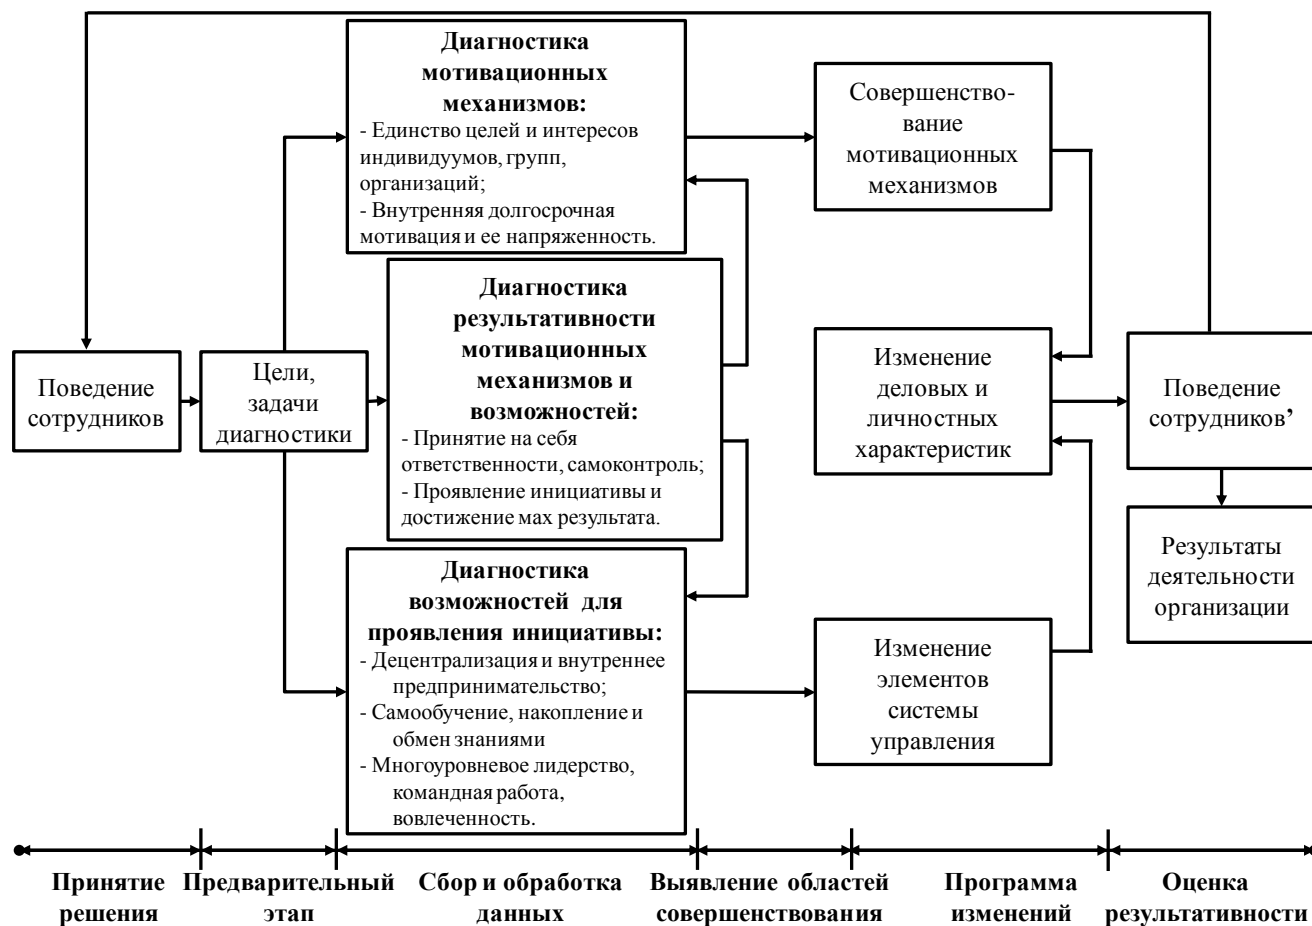 Поведение
сотрудников
Цели,
задачи
диагностики
Диагностика
мотивационных
механизмов:
- Единство целей и интересов
индивидуумов, групп,
организаций;
- Внутренняя долгосрочная
мотивация и ее напряженность.
Диагностика
результативности
мотивационных
механизмов и
возможностей:
- Принятие на себя
ответственности, самоконтроль;
- Проявление инициативы и
достижение мах результата.
Диагностика
возможностей для
проявления инициативы:
- Децентрализация и внутреннее
предпринимательство;
- Самообучение, накопление и
обмен знаниями
- Многоуровневое лидерство,
командная работа,
вовлеченность.
Совершенство-
вание
мотивационных
механизмов
Изменение
деловых и
личностных
характеристик
Изменение
элементов
системы
управления
Поведение
сотрудников’
Результаты
деятельности
организации
Принятие
решения
Предварительный
этап
Сбор и обработка
данных
Выявление областей
совершенствования
Программа
изменений
Оценка
результативности